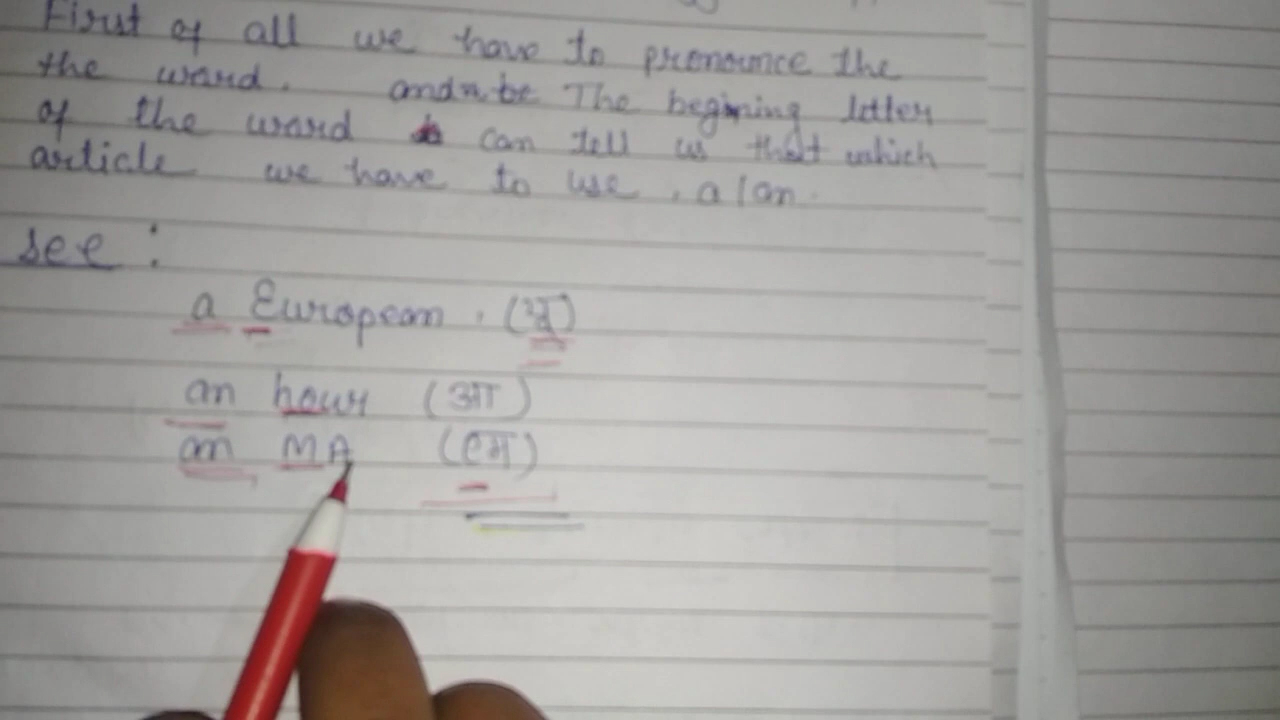 First of all we have to pronounce the
the word. The begining letter
of the word can tell us that which
article we have to use, a/an.
see:
a European. (यू)
an hour (आ)
an MA (एम)